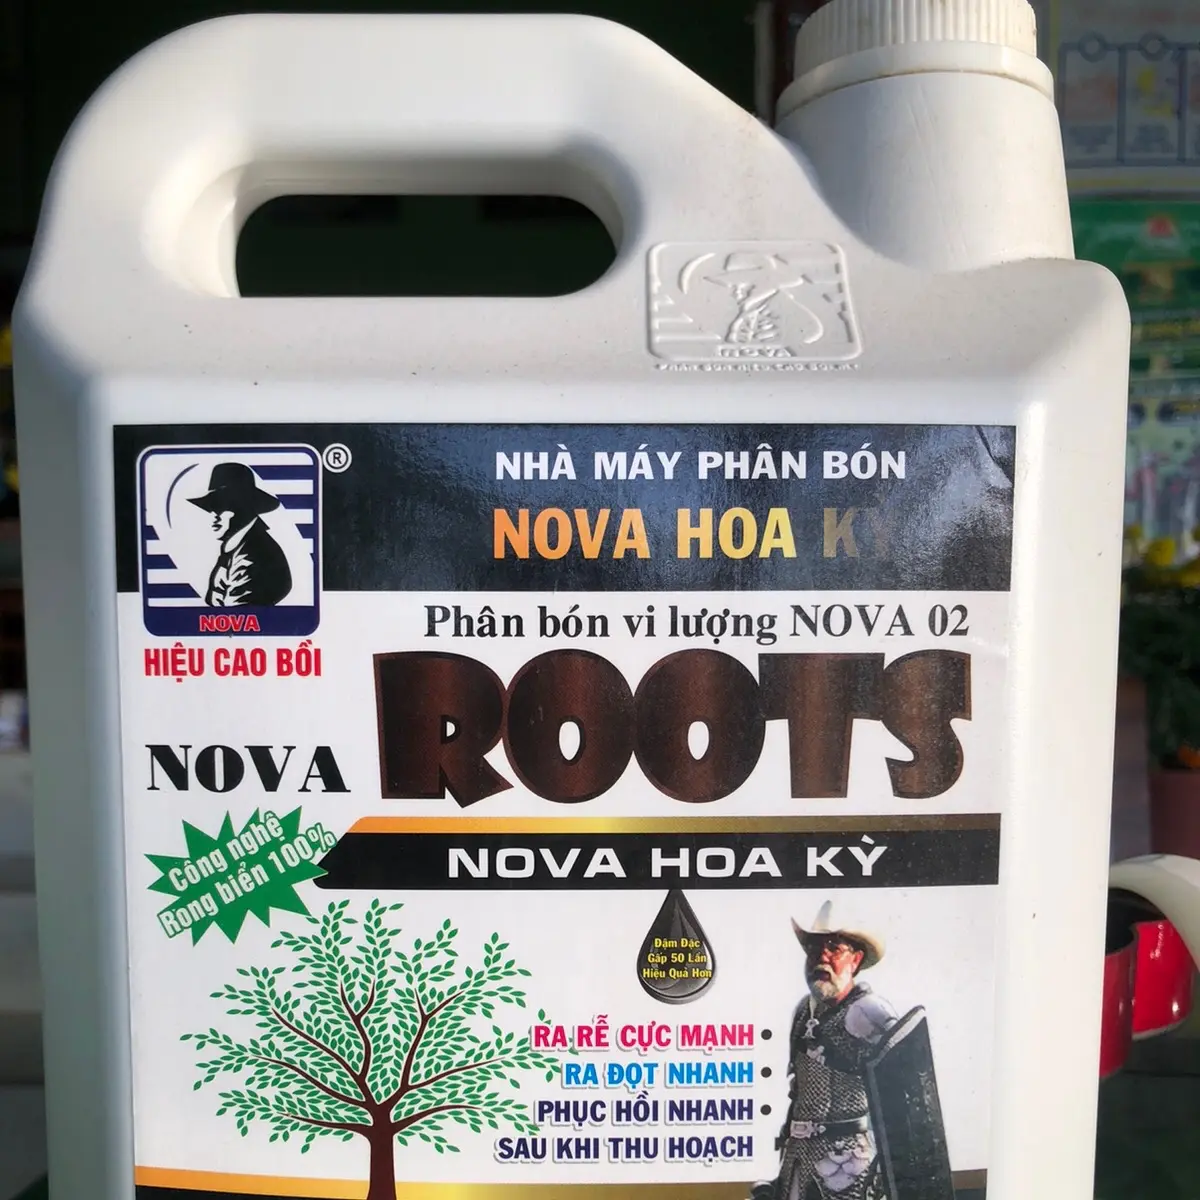 NOVA
NHÀ MÁY PHÂN BÓN
NOVA HOA KỲ
®
NOVA
HIỆU CAO BỒI
Phân bón vi lượng NOVA 02
ROOTS
NOVA
Công nghệ
Rong biển 100%
NOVA HOA KỲ
Đậm Đặc
Gấp 50 Lần
Hiệu Quả Hơn
RA RỄ CỰC MẠNH •
RA ĐỌT NHANH •
PHỤC HỒI NHANH •
SAU KHI THU HOẠCH